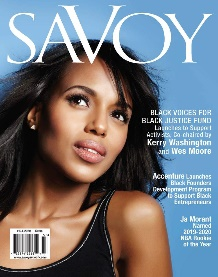 SAVOY
BLACK VOICES FOR
BLACK JUSTICE FUND
Launches to Support
Activists, Co-chaired by
Kerry Washington
and Wes Moore
Accenture Launches
Black Founders
Development Program
to Support Black
Entrepreneurs
Ja Morant
Named
2019-2020
NBA Rookie
of the Year